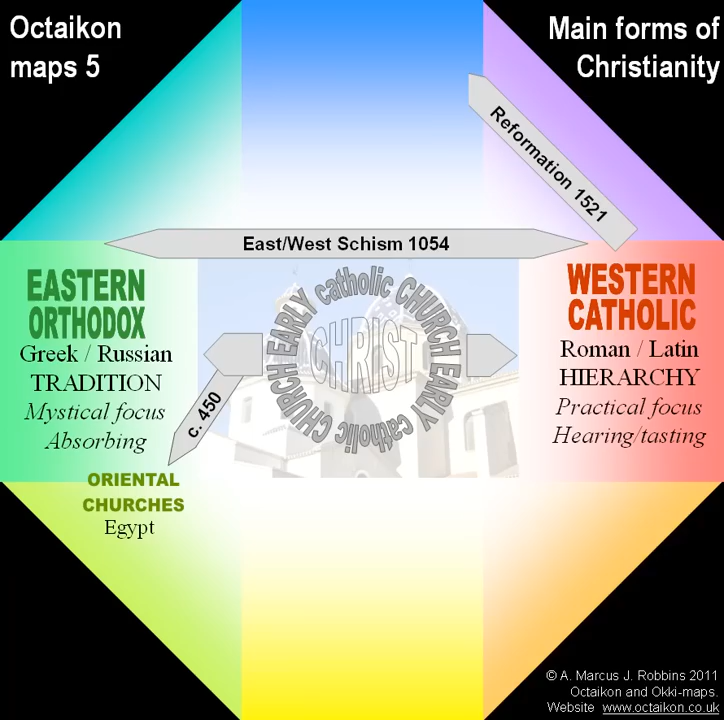 Octaikon
maps 5
Main forms of
Christianity
Reformation 1521
East/West Schism 1054
EASTERN
ORTHODOX
Greek / Russian
TRADITION
Mystical focus
Absorbing
EARLY catholic CHURCH EARLY catholic CHURCH
CHRIST
WESTERN
CATHOLIC
Roman / Latin
HIERARCHY
Practical focus
Hearing/tasting
c. 450
ORIENTAL
CHURCHES
Egypt
© A. Marcus J. Robbins 2011
Octaikon and Okki-maps.
Website www.octaikon.co.uk